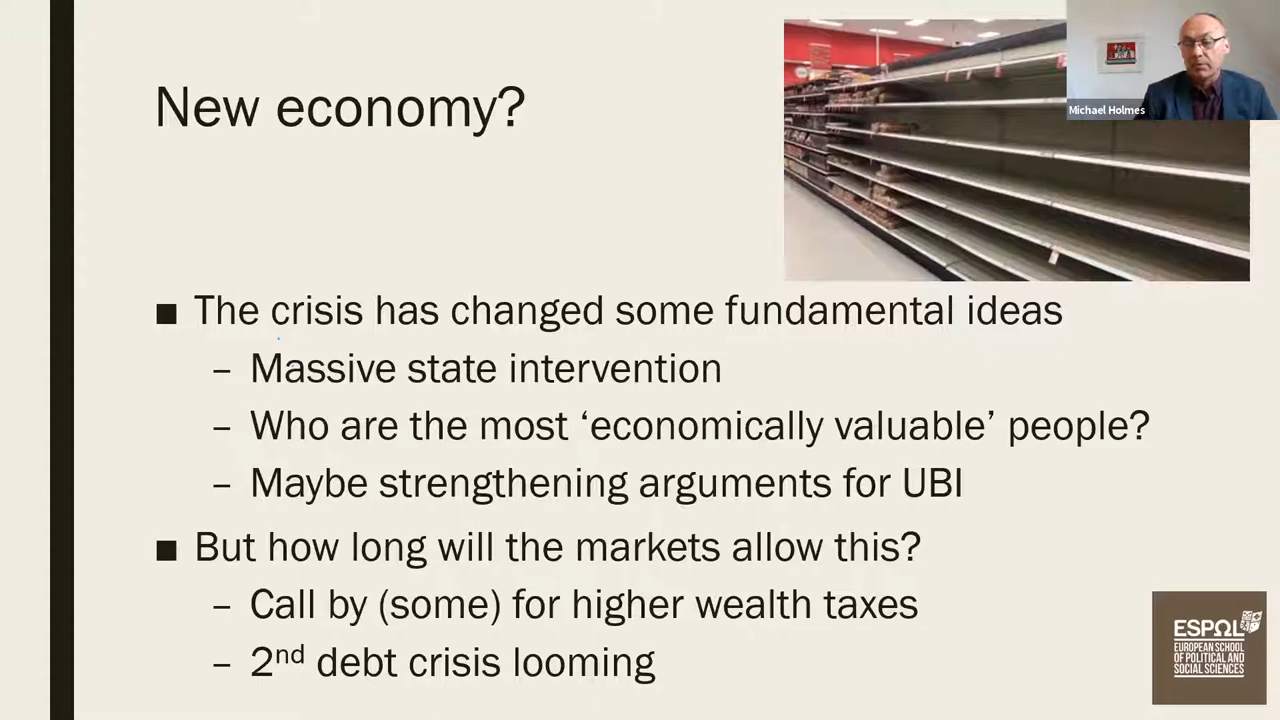 New economy?
Michael Holmes
■ The crisis has changed some fundamental ideas
– Massive state intervention
– Who are the most ‘economically valuable’ people?
– Maybe strengthening arguments for UBI
■ But how long will the markets allow this?
– Call by (some) for higher wealth taxes
– 2nd debt crisis looming
ESPΩL
EUROPEAN SCHOOL
OF POLITICAL AND
SOCIAL SCIENCES